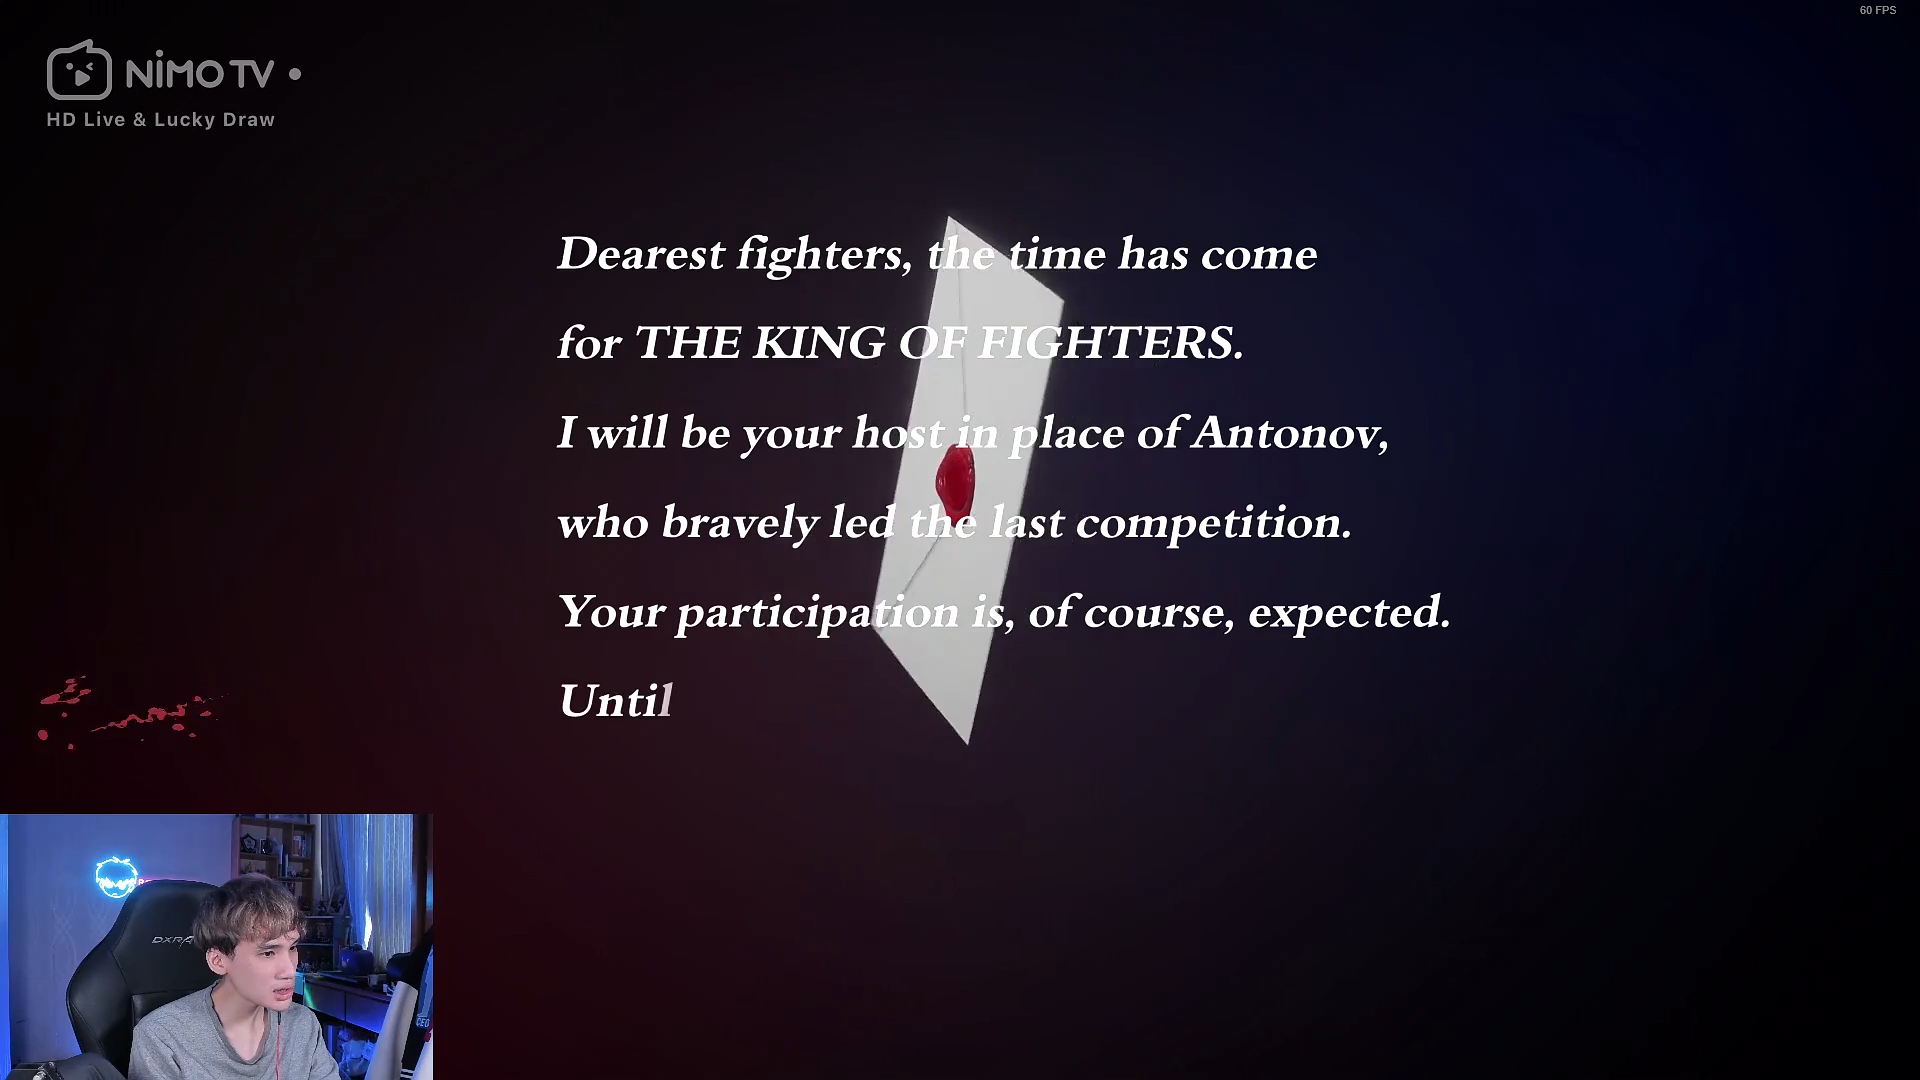 60 FPS
NIMO TV
HD Live & Lucky Draw
Dearest fighters, the time has come
for THE KING OF FIGHTERS.
I will be your host in place of Antonov,
who bravely led the last competition.
Your participation is, of course, expected.
Until